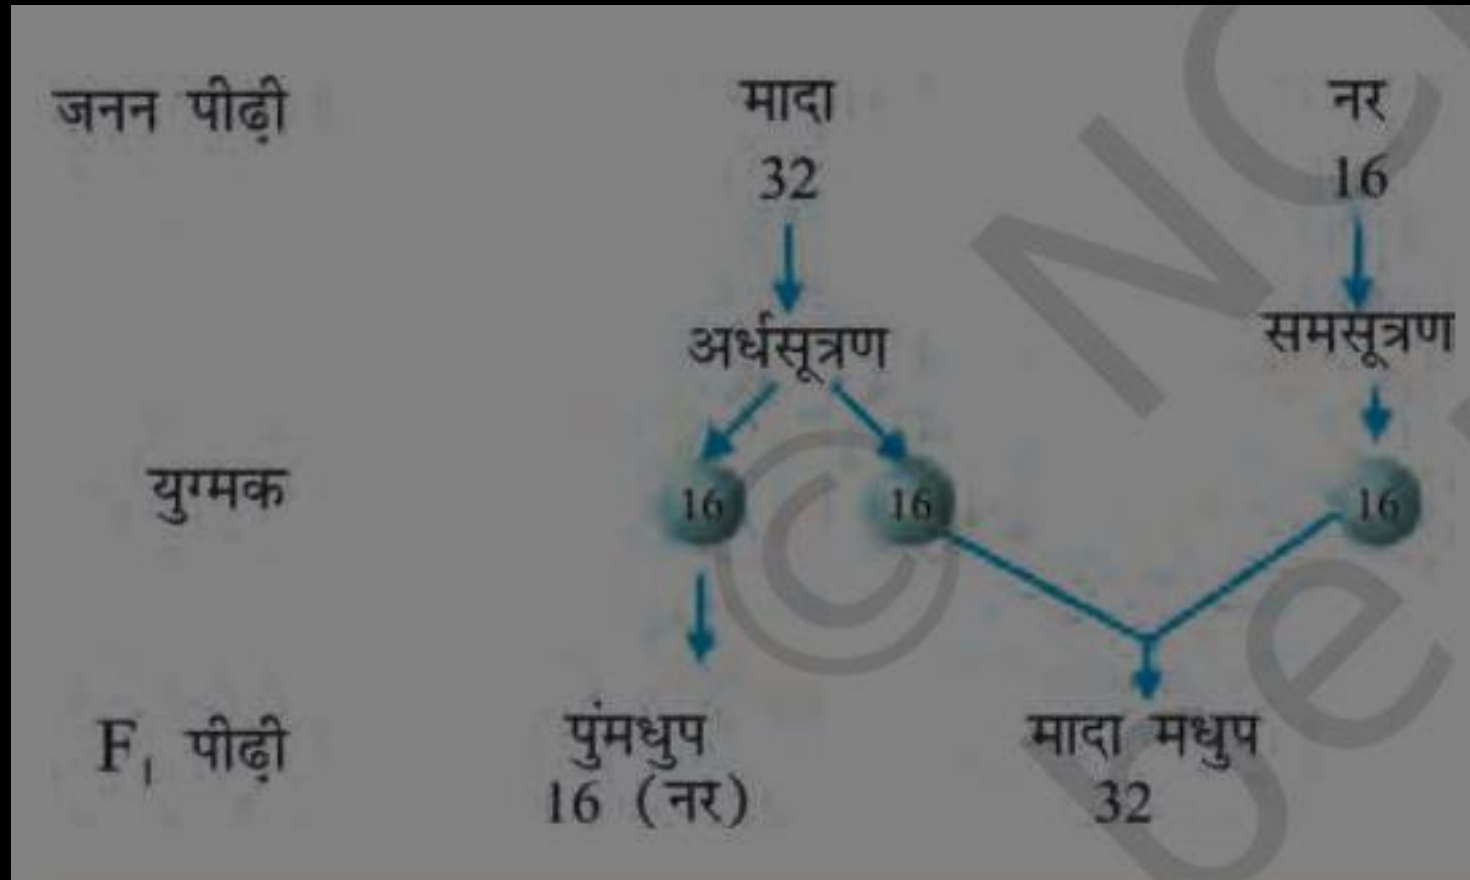 जनन पीढ़ी मादा नर
32 16
अर्धसूत्रण समसूत्रण
युग्मक 16 16 16
F₁ पीढ़ी पुंमधुप मादा मधुप
16 (नर) 32